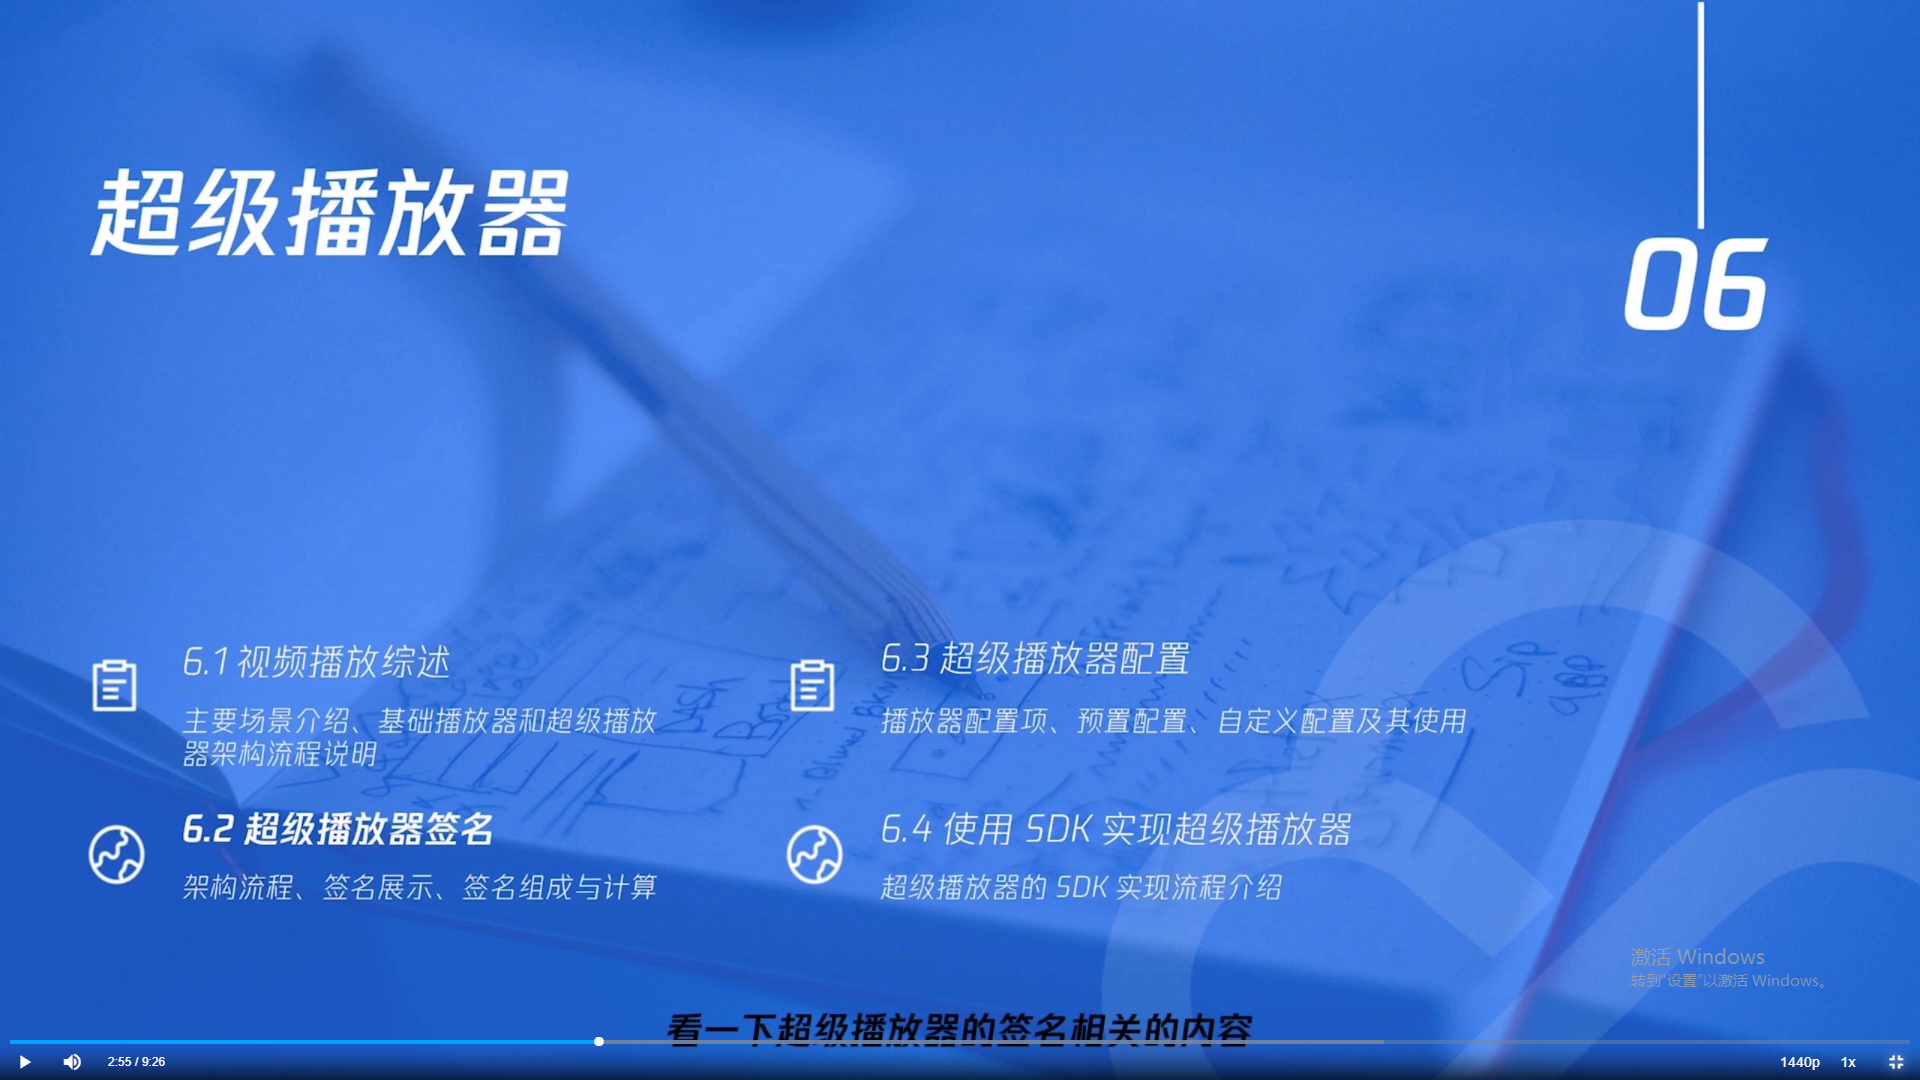 超级播放器
06
6.1 视频播放综述
主要场景介绍、基础播放器和超级播放
器架构流程说明
6.2 超级播放器签名
架构流程、签名展示、签名组成与计算
6.3 超级播放器配置
播放器配置项、预置配置、自定义配置及其使用
6.4 使用 SDK 实现超级播放器
超级播放器的 SDK 实现流程介绍
激活 Windows
转到"设置"以激活 Windows。
看一下超级播放器的签名相关的内容
2:55 / 9:26
1440p
1x